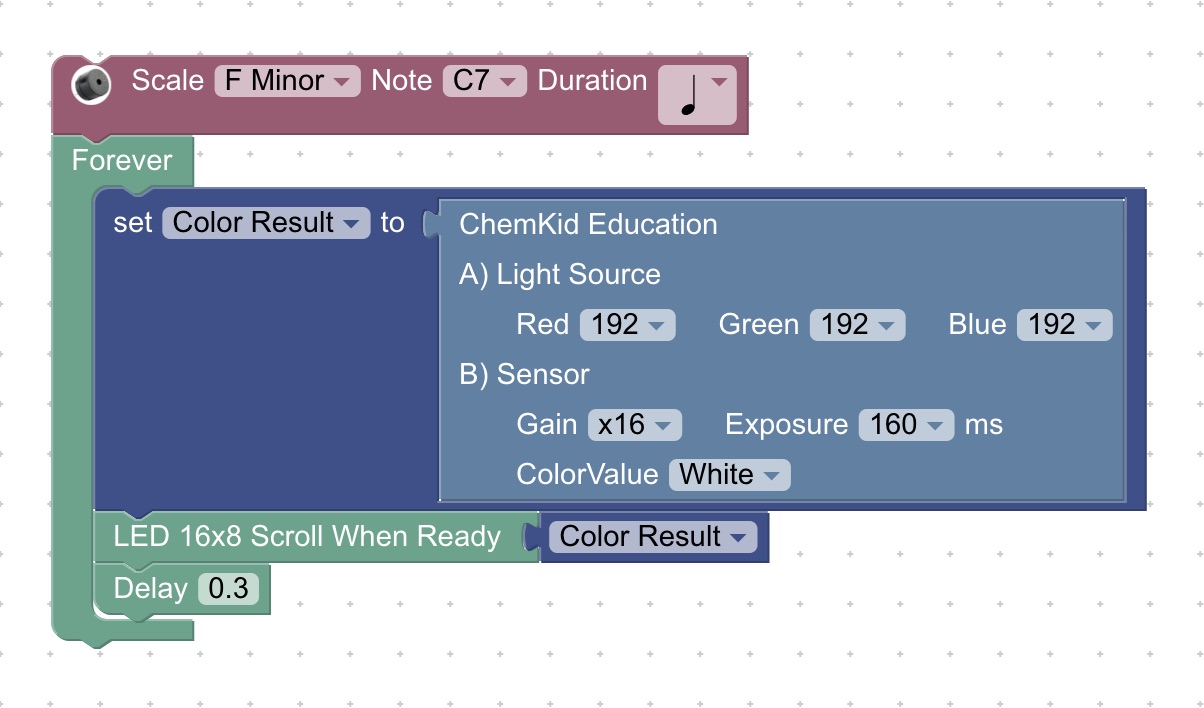 Scale F Minor Note C7 Duration
Forever
set Color Result to ChemKid Education
A) Light Source
Red 192 Green 192 Blue 192
B) Sensor
Gain x16 Exposure 160 ms
ColorValue White
LED 16x8 Scroll When Ready Color Result
Delay 0.3